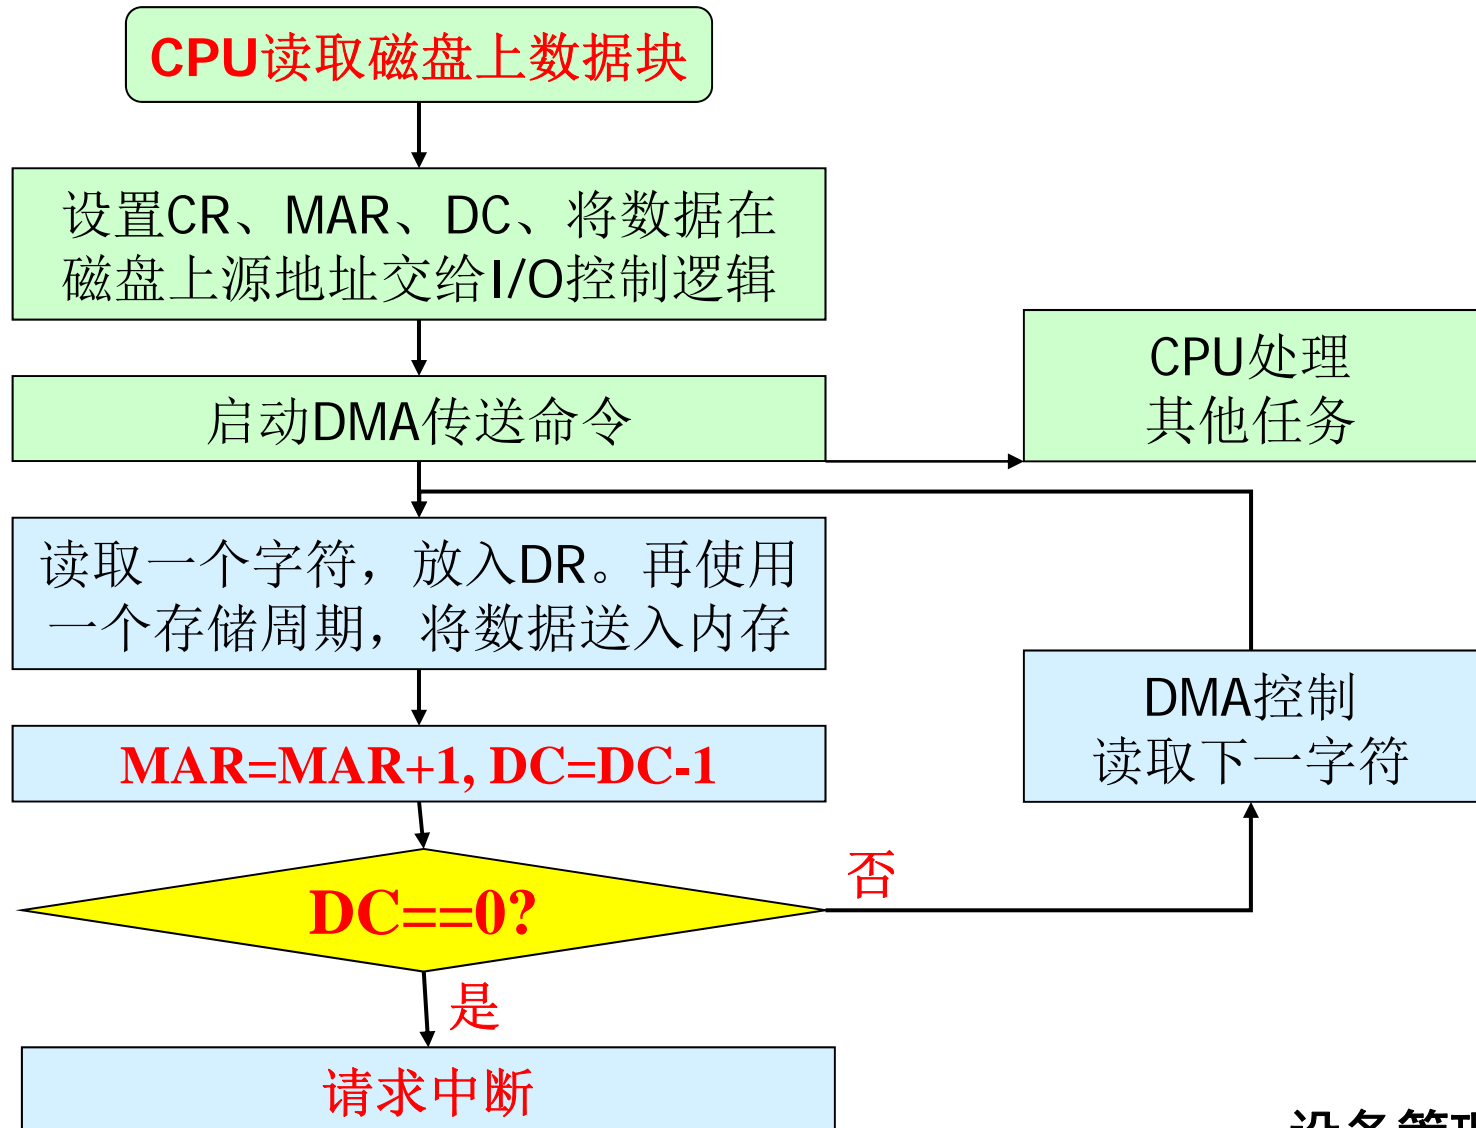 CPU读取磁盘上数据块
设置CR、MAR、DC、将数据在
磁盘上源地址交给I/O控制逻辑
CPU处理
其他任务
启动DMA传送命令
读取一个字符，放入DR。再使用
一个存储周期，将数据送入内存
DMA控制
读取下一字符
MAR=MAR+1, DC=DC-1
否
DC==0?
是
请求中断
设备管理